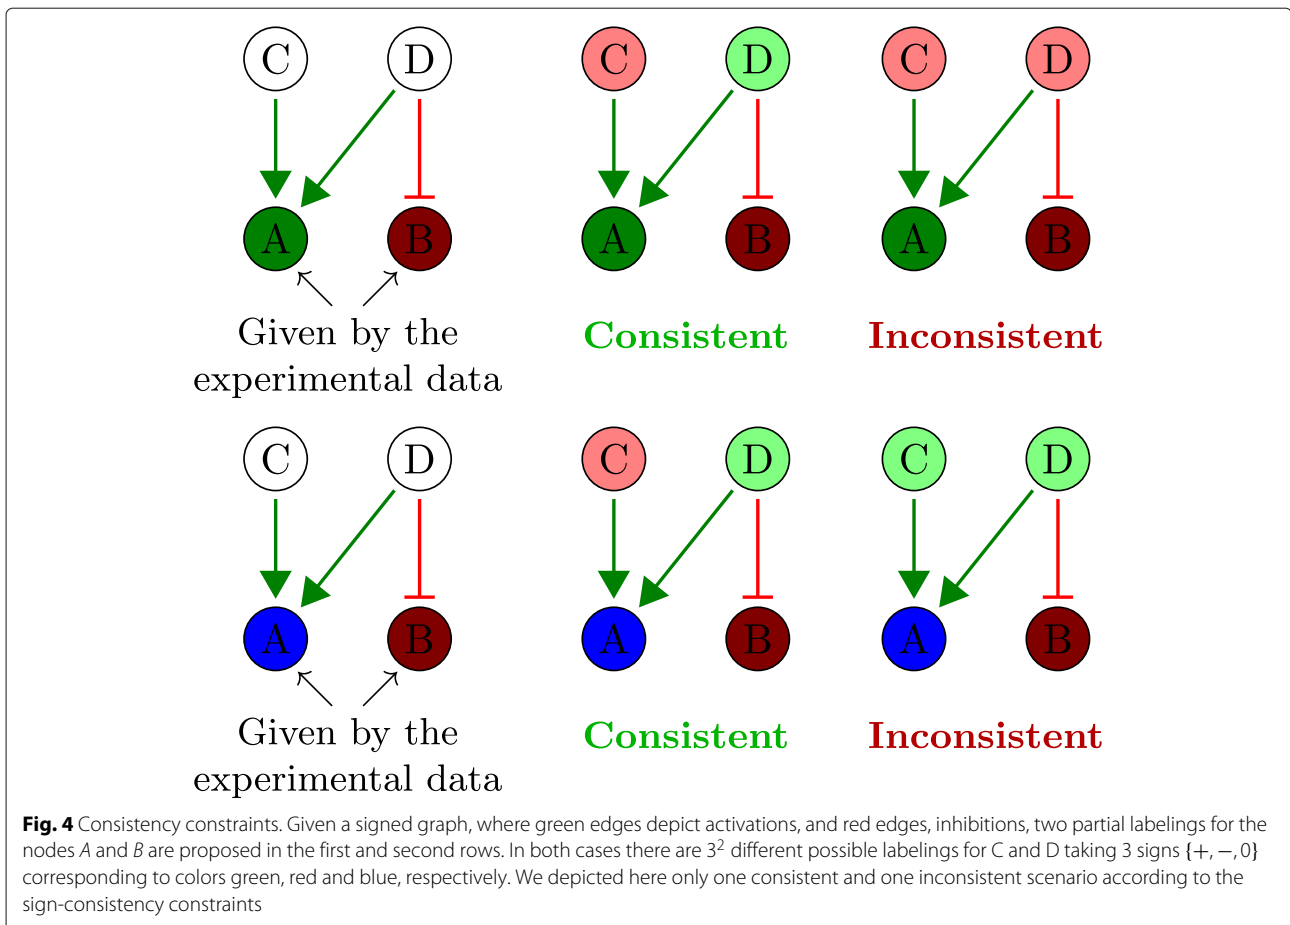 C D C D C D
A B A B A B
Given by the
experimental data
Consistent Inconsistent
C D C D C D
A B A B A B
Given by the
experimental data
Consistent Inconsistent
Fig. 4 Consistency constraints. Given a signed graph, where green edges depict activations, and red edges, inhibitions, two partial labelings for the
nodes A and B are proposed in the first and second rows. In both cases there are 3² different possible labelings for C and D taking 3 signs {+, −, 0}
corresponding to colors green, red and blue, respectively. We depicted here only one consistent and one inconsistent scenario according to the
sign-consistency constraints